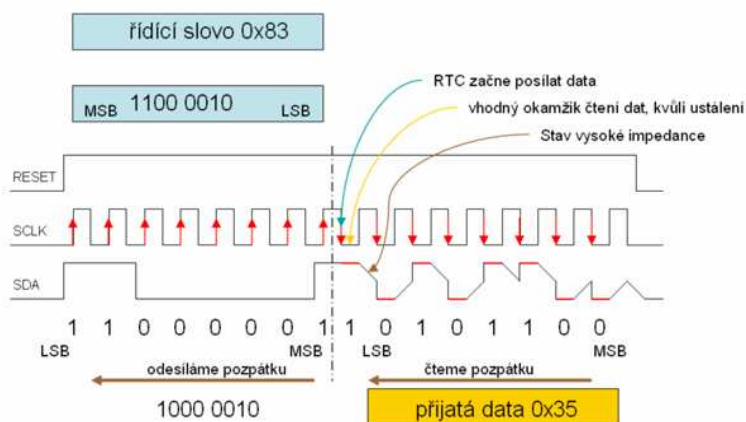 řídící slovo 0x83
MSB 1100 0010 LSB
RTC začne posílat data
vhodný okamžik čtení dat, kvůli ustálení
Stav vysoké impedance
RESET
SCLK
SDA
1 1 0 0 0 0 0 1 1 0 1 0 1 1 0 0
LSB MSB LSB MSB
odesíláme pozpátku čteme pozpátku
1000 0010 přijatá data 0x35